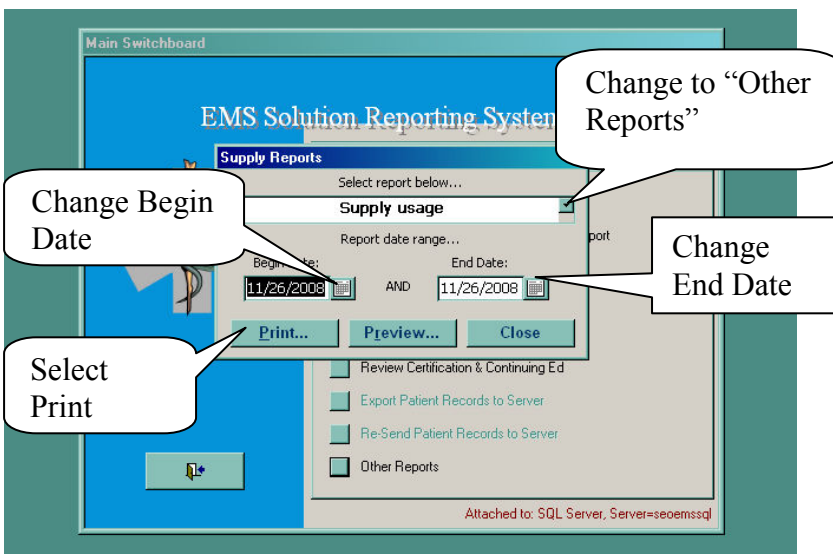 Main Switchboard
Change to “Other
Reports”
EMS Solution Reporting System
Supply Reports
Select report below...
Change Begin
Date
Supply usage
Report date range...
port
Change
End Date
Begin Date:
End Date:
11/26/2008
AND
11/26/2008
Print...
Preview...
Close
Select
Print
Review Certification & Continuing Ed
Export Patient Records to Server
Re-Send Patient Records to Server
Other Reports
Attached to: SQL Server, Server=seoemssql